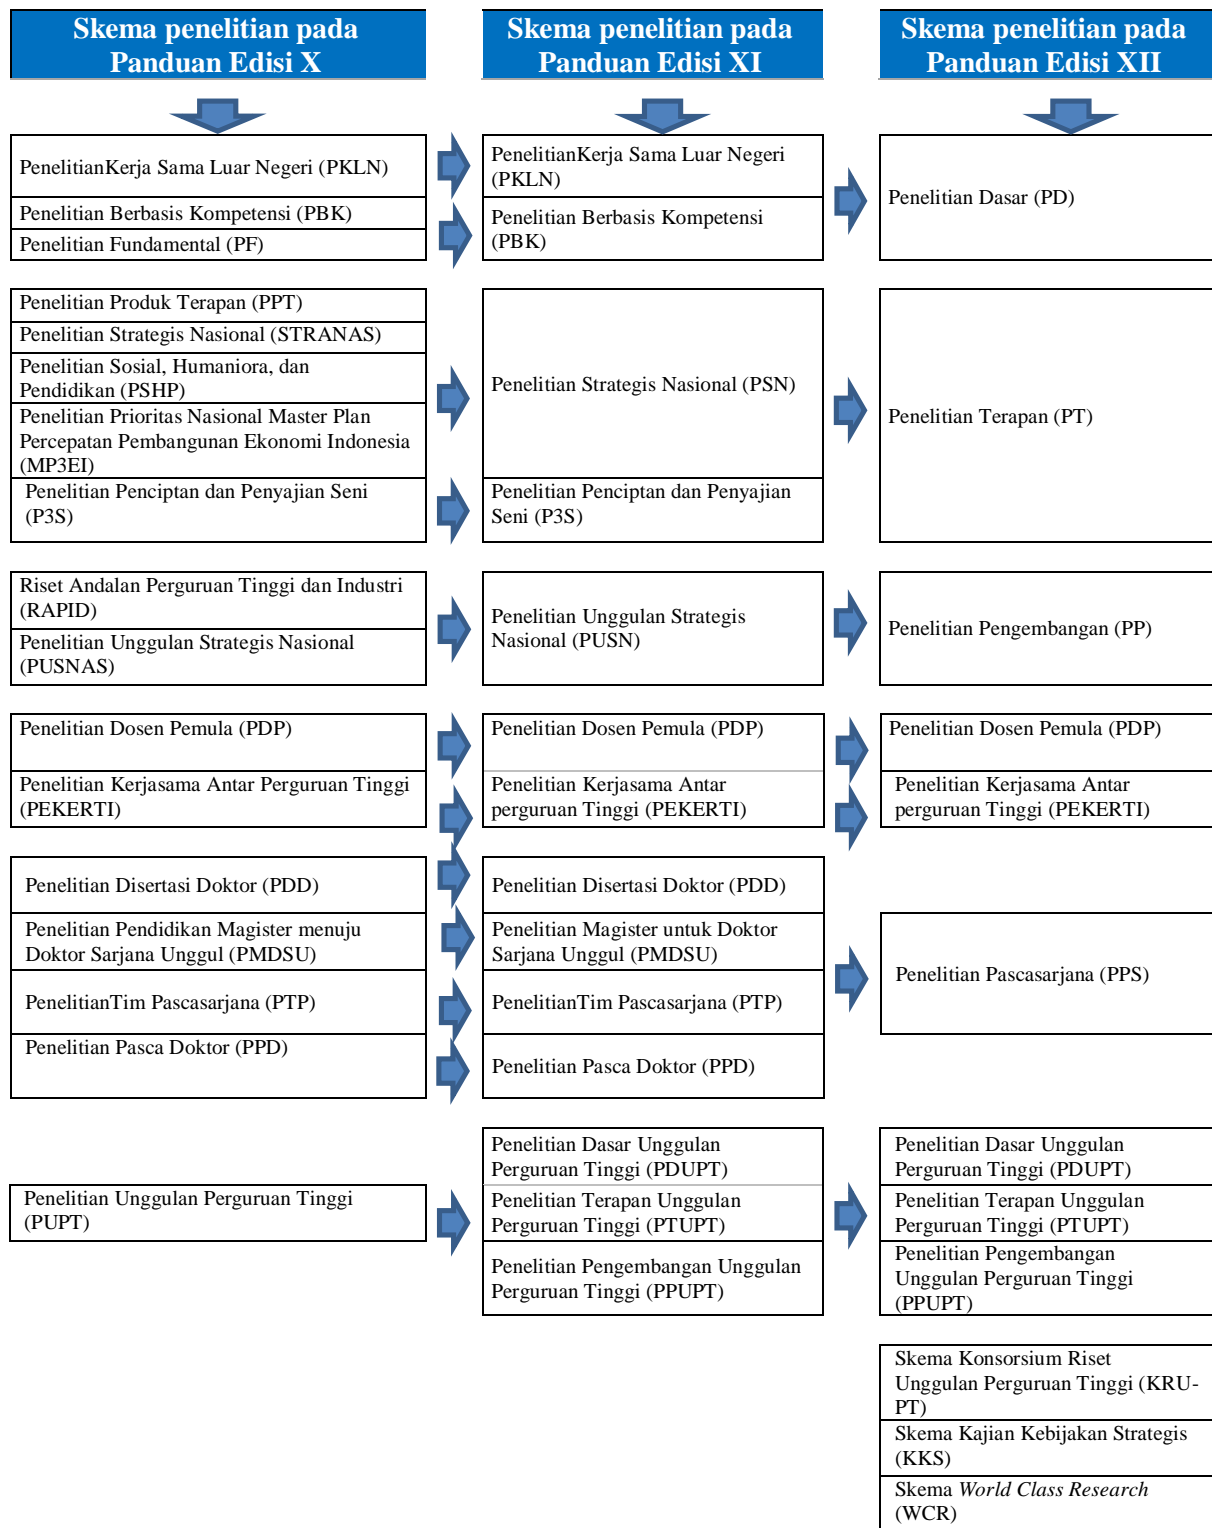 Skema penelitian pada
Panduan Edisi X
Skema penelitian pada
Panduan Edisi XI
Skema penelitian pada
Panduan Edisi XII
PenelitianKerja Sama Luar Negeri (PKLN)
Penelitian Berbasis Kompetensi (PBK)
Penelitian Fundamental (PF)
PenelitianKerja Sama Luar Negeri
(PKLN)
Penelitian Berbasis Kompetensi
(PBK)
Penelitian Dasar (PD)
Penelitian Produk Terapan (PPT)
Penelitian Strategis Nasional (STRANAS)
Penelitian Sosial, Humaniora, dan
Pendidikan (PSHP)
Penelitian Prioritas Nasional Master Plan
Percepatan Pembangunan Ekonomi Indonesia
(MP3EI)
Penelitian Penciptan dan Penyajian Seni
(P3S)
Penelitian Strategis Nasional (PSN)
Penelitian Penciptan dan Penyajian
Seni (P3S)
Penelitian Terapan (PT)
Riset Andalan Perguruan Tinggi dan Industri
(RAPID)
Penelitian Unggulan Strategis Nasional
(PUSNAS)
Penelitian Unggulan Strategis
Nasional (PUSN)
Penelitian Pengembangan (PP)
Penelitian Dosen Pemula (PDP)
Penelitian Kerjasama Antar Perguruan Tinggi
(PEKERTI)
Penelitian Dosen Pemula (PDP)
Penelitian Kerjasama Antar
perguruan Tinggi (PEKERTI)
Penelitian Dosen Pemula (PDP)
Penelitian Kerjasama Antar
perguruan Tinggi (PEKERTI)
Penelitian Disertasi Doktor (PDD)
Penelitian Pendidikan Magister menuju
Doktor Sarjana Unggul (PMDSU)
PenelitianTim Pascasarjana (PTP)
Penelitian Pasca Doktor (PPD)
Penelitian Disertasi Doktor (PDD)
Penelitian Magister untuk Doktor
Sarjana Unggul (PMDSU)
PenelitianTim Pascasarjana (PTP)
Penelitian Pasca Doktor (PPD)
Penelitian Pascasarjana (PPS)
Penelitian Unggulan Perguruan Tinggi
(PUPT)
Penelitian Dasar Unggulan
Perguruan Tinggi (PDUPT)
Penelitian Terapan Unggulan
Perguruan Tinggi (PTUPT)
Penelitian Pengembangan Unggulan
Perguruan Tinggi (PPUPT)
Penelitian Dasar Unggulan
Perguruan Tinggi (PDUPT)
Penelitian Terapan Unggulan
Perguruan Tinggi (PTUPT)
Penelitian Pengembangan
Unggulan Perguruan Tinggi
(PPUPT)
Skema Konsorsium Riset
Unggulan Perguruan Tinggi (KRU-
PT)
Skema Kajian Kebijakan Strategis
(KKS)
Skema World Class Research
(WCR)